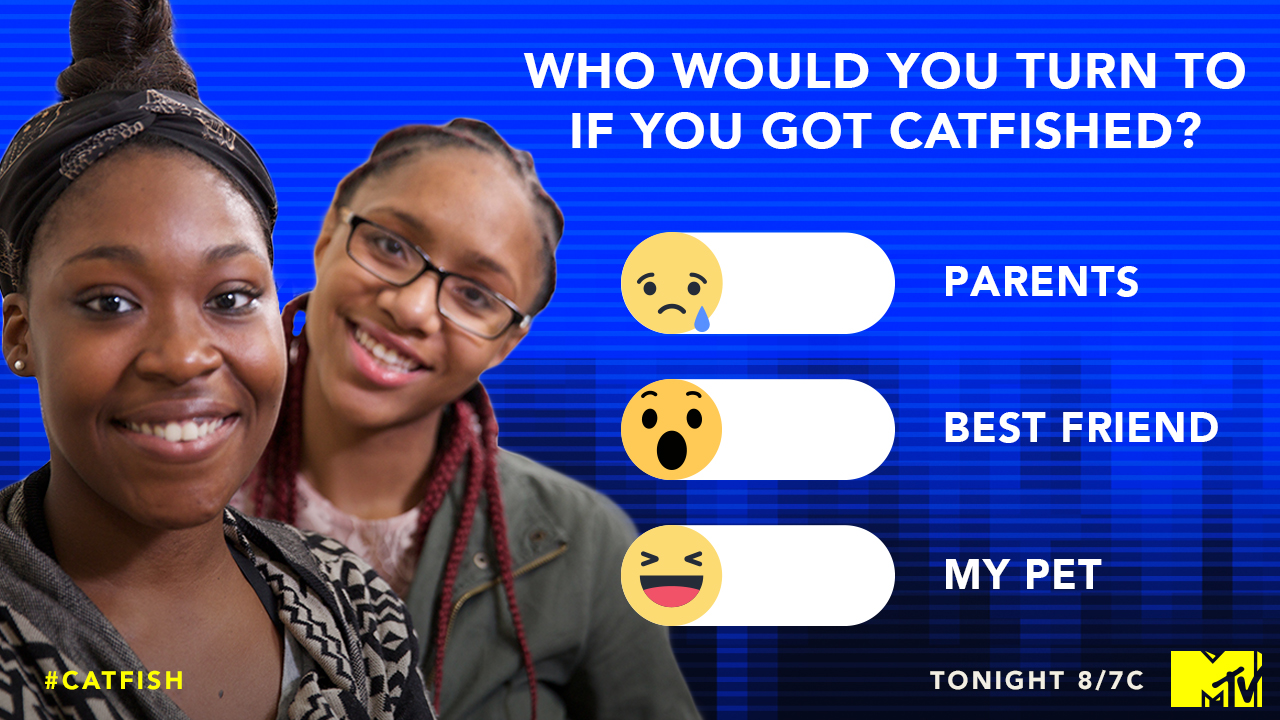 WHO WOULD YOU TURN TO
IF YOU GOT CATFISHED?
PARENTS
BEST FRIEND
MY PET
#CATFISH
TONIGHT 8/7C
MTV